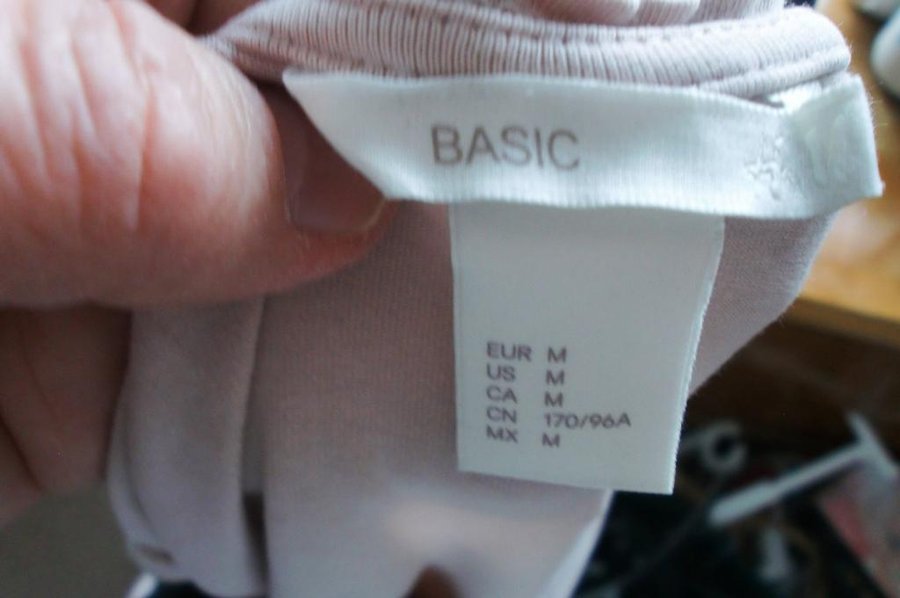 BASIC
EUR M
US M
CA M
CN 170/96A
MX M